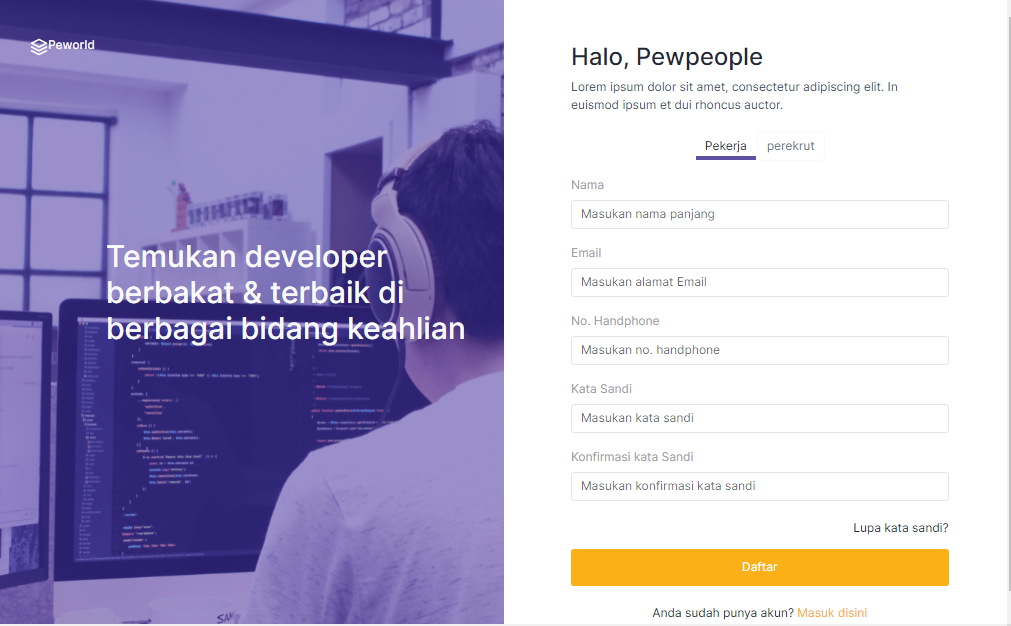 Peworld
Temukan developer
berbakat & terbaik di
berbagai bidang keahlian
Halo, Pewpeople
Lorem ipsum dolor sit amet, consectetur adipiscing elit. In
euismod ipsum et dui rhoncus auctor.
Pekerja perekrut
Nama
Masukan nama panjang
Email
Masukan alamat Email
No. Handphone
Masukan no. handphone
Kata Sandi
Masukan kata sandi
Konfirmasi kata Sandi
Masukan konfirmasi kata sandi
Lupa kata sandi?
Daftar
Anda sudah punya akun? Masuk disini